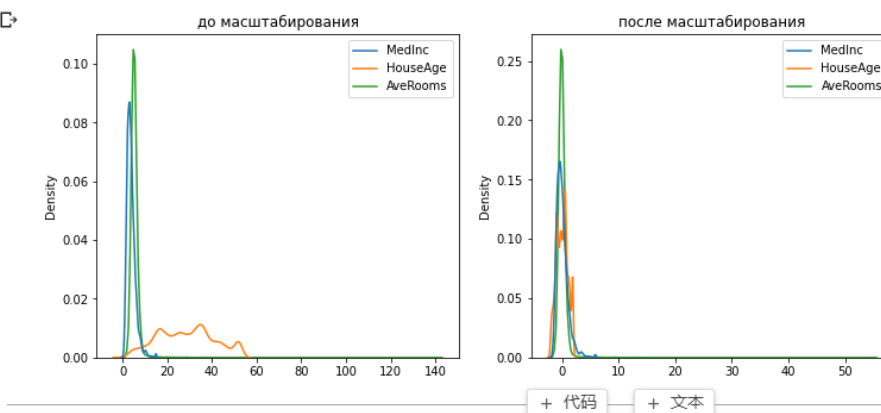 до масштабирования
MedInc
HouseAge
AveRooms
Density
0.10
0.08
0.06
0.04
0.02
0.00
0 20 40 60 80 100 120 140
после масштабирования
MedInc
HouseAge
AveRooms
Density
0.25
0.20
0.15
0.10
0.05
0.00
0 10 20 30 40 50
+ 代码 + 文本